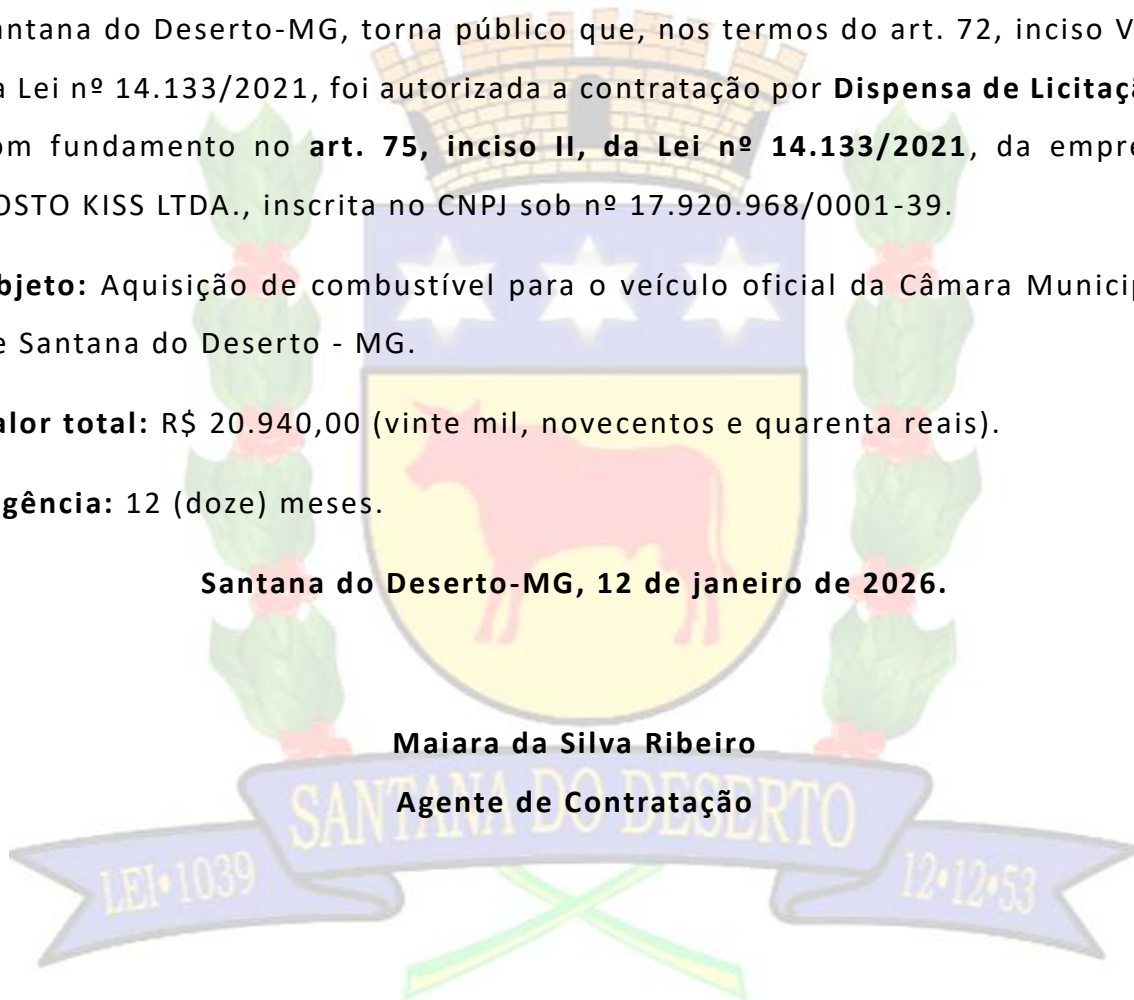 antana do Deserto-MG, torna público que, nos termos do art. 72, inciso V
a Lei nº 14.133/2021, foi autorizada a contratação por Dispensa de Licitaçã
om fundamento no art. 75, inciso II, da Lei nº 14.133/2021, da empre
OSTO KISS LTDA., inscrita no CNPJ sob nº 17.920.968/0001-39.
bjeto: Aquisição de combustível para o veículo oficial da Câmara Municip
e Santana do Deserto - MG.
alor total: R$ 20.940,00 (vinte mil, novecentos e quarenta reais).
gência: 12 (doze) meses.
Santana do Deserto-MG, 12 de janeiro de 2026.
Maiara da Silva Ribeiro
Agente de Contratação
SANTANA DO DESERTO
LEI•1039
12•12•53